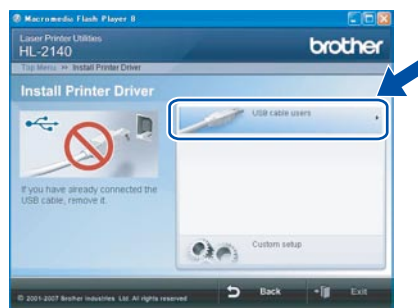 Macromedia Flash Player 8
Laser Printer Utilities
HL-2140
brother
Top Menu >> Install Printer Driver
Install Printer Driver
USB cable users
If you have already connected the
USB cable, remove it.
Custom setup
© 2001-2007 Brother Industries, Ltd. All rights reserved
Back
Exit